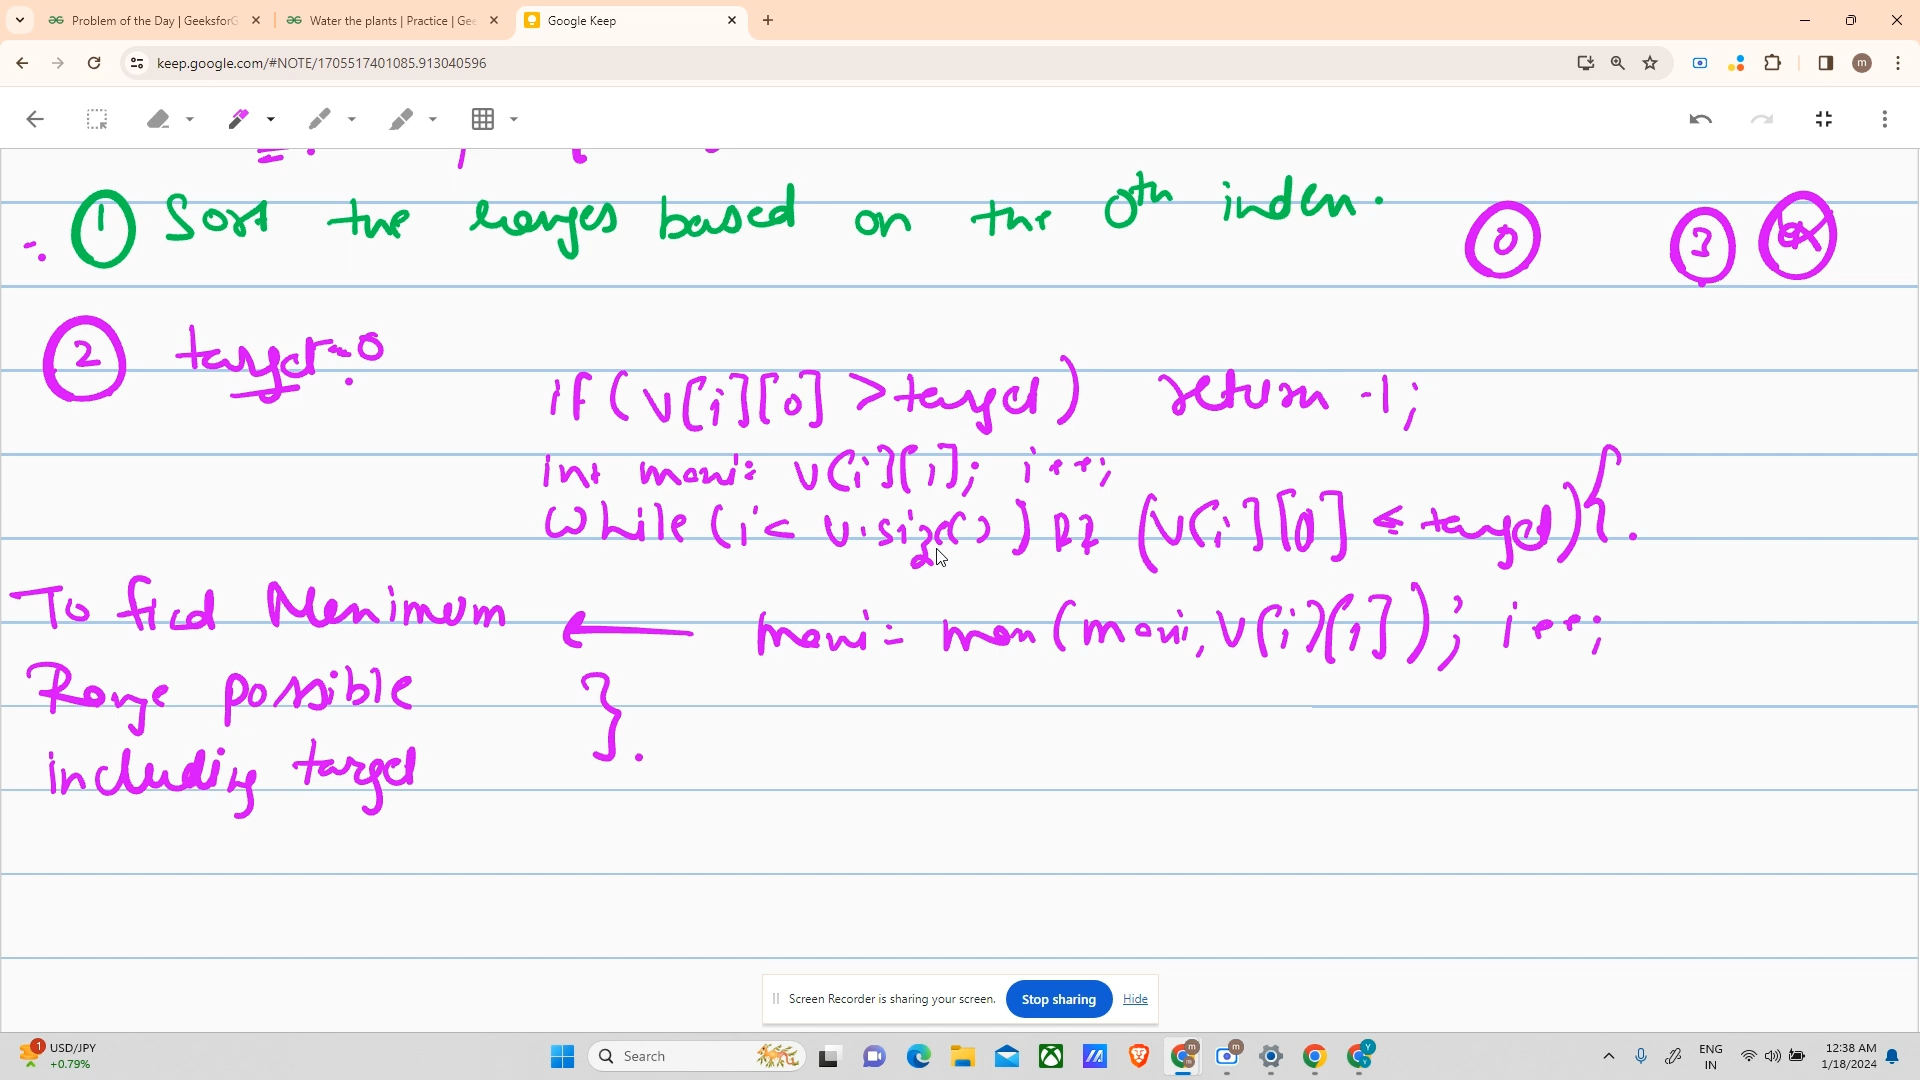 Problem of the Day | GeeksforG
Water the plants | Practice | Gee
Google Keep
keep.google.com/#NOTE/1705517401085.913040596
m
1 Sort the ranges based on the 0th index.
0 3
2 target=0
if (v[i][0] > target) return -1;
int maxi= v[i][1]; i++;
while (i< v.size()) && (v[i][0] <= target) {
To find Menimum ← maxi= max(maxi, v[i][1]); i++;
Range possible
}.
including target
Screen Recorder is sharing your screen. Stop sharing Hide
1 USD/JPY
+0.79%
Search
ENG
IN
12:38 AM
1/18/2024